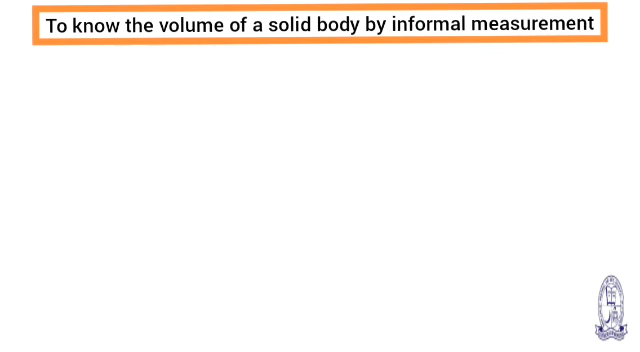 To know the volume of a solid body by informal measurement